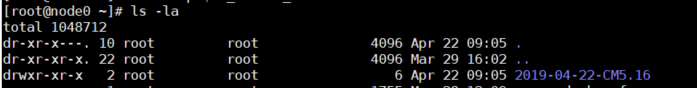 [root@node0 ~]# ls -la
total 1048712
dr-xr-x---. 10 root root 4096 Apr 22 09:05 .
dr-xr-xr-x. 22 root root 4096 Mar 29 16:02 ..
drwxr-xr-x 2 root root 6 Apr 22 09:05 2019-04-22-CM5.16